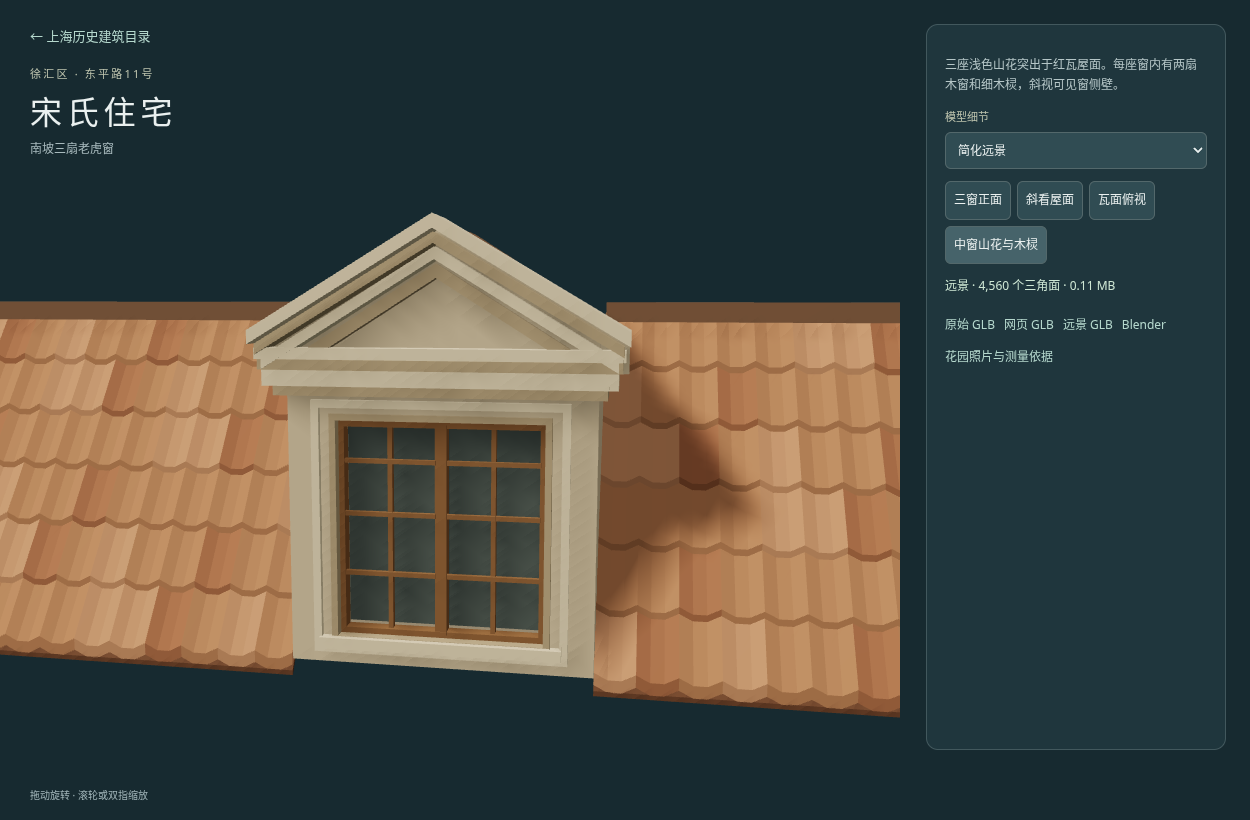 ← 上海历史建筑目录
徐汇区 · 东平路11号
宋氏住宅
南坡三扇老虎窗
三座浅色山花突出于红瓦屋面。每座窗内有两扇
木窗和细木棂，斜视可见窗侧壁。
模型细节
简化远景
三窗正面 斜看屋面 瓦面俯视
中窗山花与木棂
远景 · 4,560 个三角面 · 0.11 MB
原始 GLB 网页 GLB 远景 GLB Blender
花园照片与测量依据
拖动旋转 · 滚轮或双指缩放